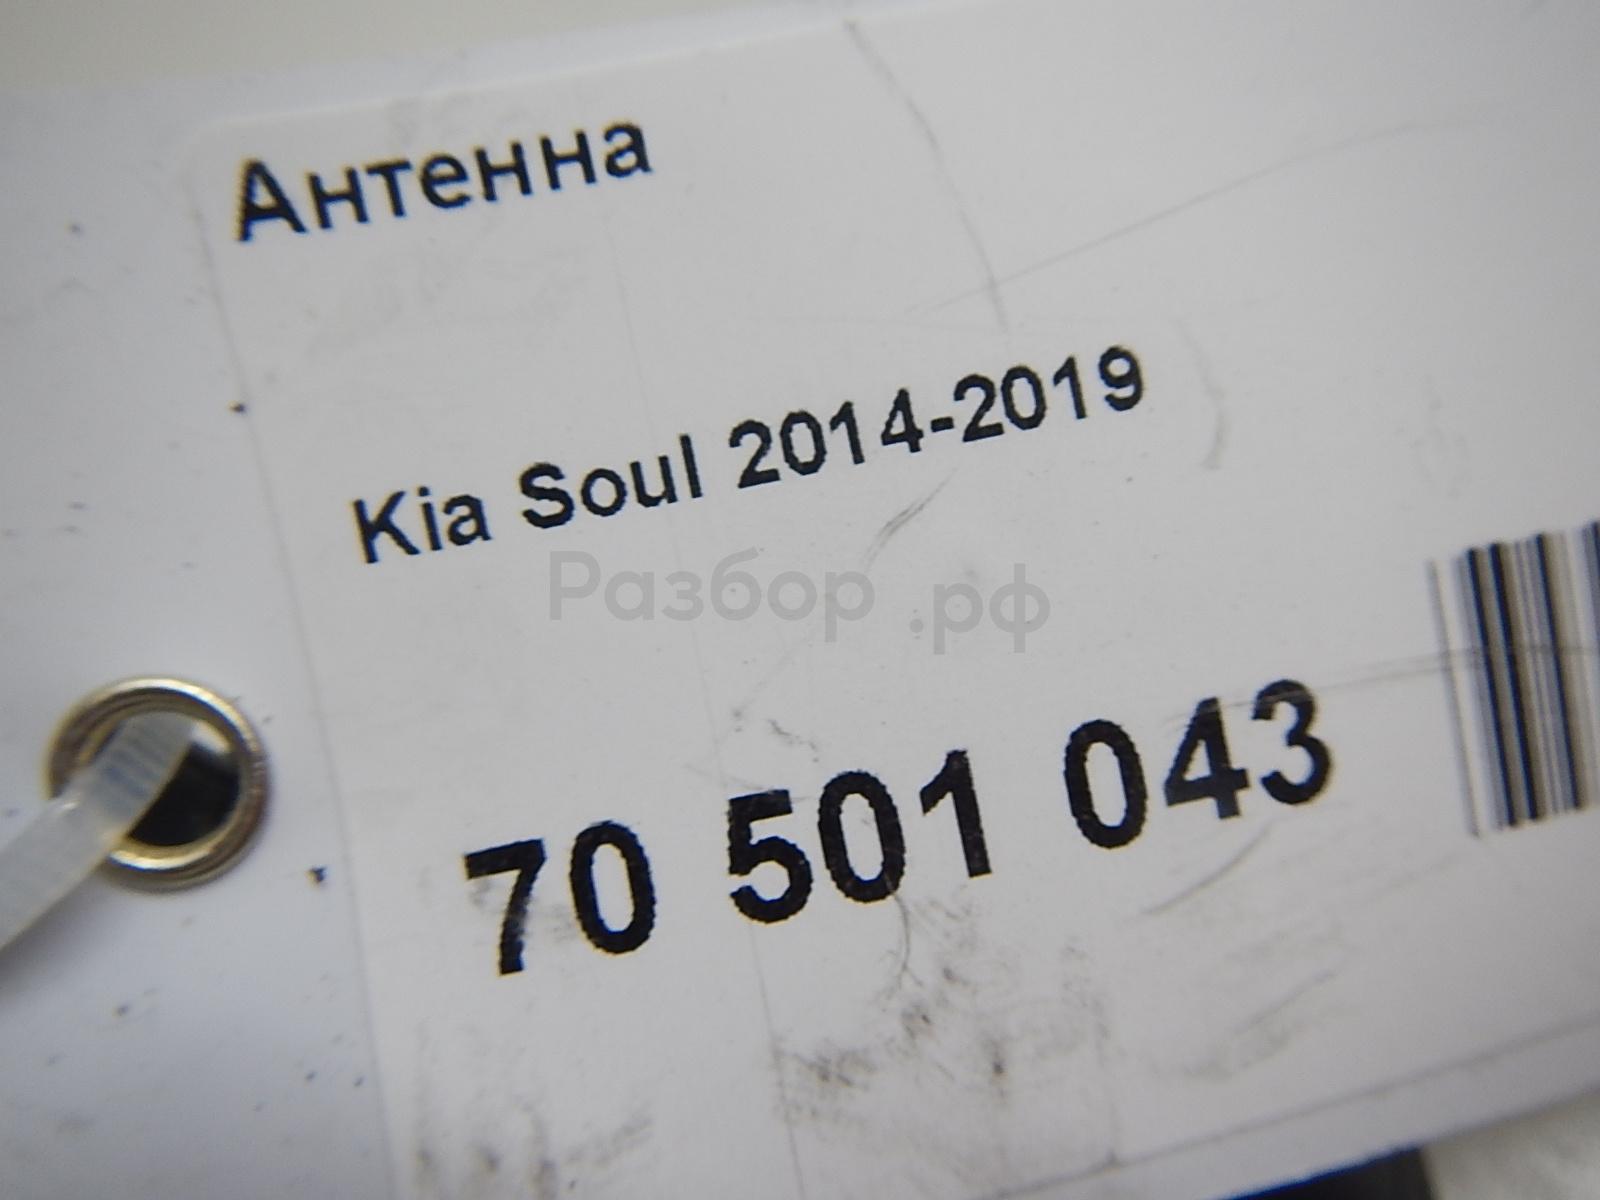 Антенна
Kia Soul 2014-2019
Разбор.рф
70 501 043